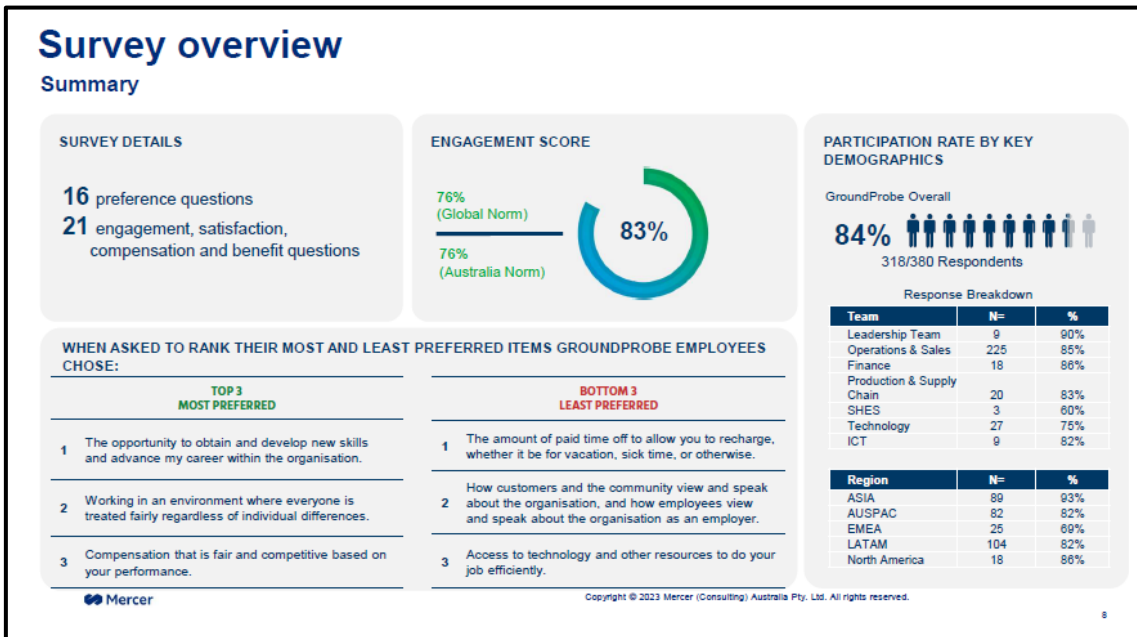 Survey overview
Summary
SURVEY DETAILS
16 preference questions
21 engagement, satisfaction,
compensation and benefit questions
ENGAGEMENT SCORE
76%
(Global Norm)
76%
(Australia Norm)
83%
PARTICIPATION RATE BY KEY
DEMOGRAPHICS
GroundProbe Overall
84%
318/380 Respondents
Response Breakdown
Team N= %
Leadership Team 9 90%
Operations & Sales 225 85%
Finance 18 86%
Production & Supply
Chain 20 83%
SHES 3 60%
Technology 27 75%
ICT 9 82%
Region N= %
ASIA 89 93%
AUSPAC 82 82%
EMEA 25 69%
LATAM 104 82%
North America 18 86%
WHEN ASKED TO RANK THEIR MOST AND LEAST PREFERRED ITEMS GROUNDPROBE EMPLOYEES
CHOSE:
TOP 3
MOST PREFERRED
1 The opportunity to obtain and develop new skills
and advance my career within the organisation.
2 Working in an environment where everyone is
treated fairly regardless of individual differences.
3 Compensation that is fair and competitive based on
your performance.
BOTTOM 3
LEAST PREFERRED
1 The amount of paid time off to allow you to recharge,
whether it be for vacation, sick time, or otherwise.
2 How customers and the community view and speak
about the organisation, and how employees view
and speak about the organisation as an employer.
3 Access to technology and other resources to do your
job efficiently.
Mercer
Copyright © 2023 Mercer (Consulting) Australia Pty. Ltd. All rights reserved.
8